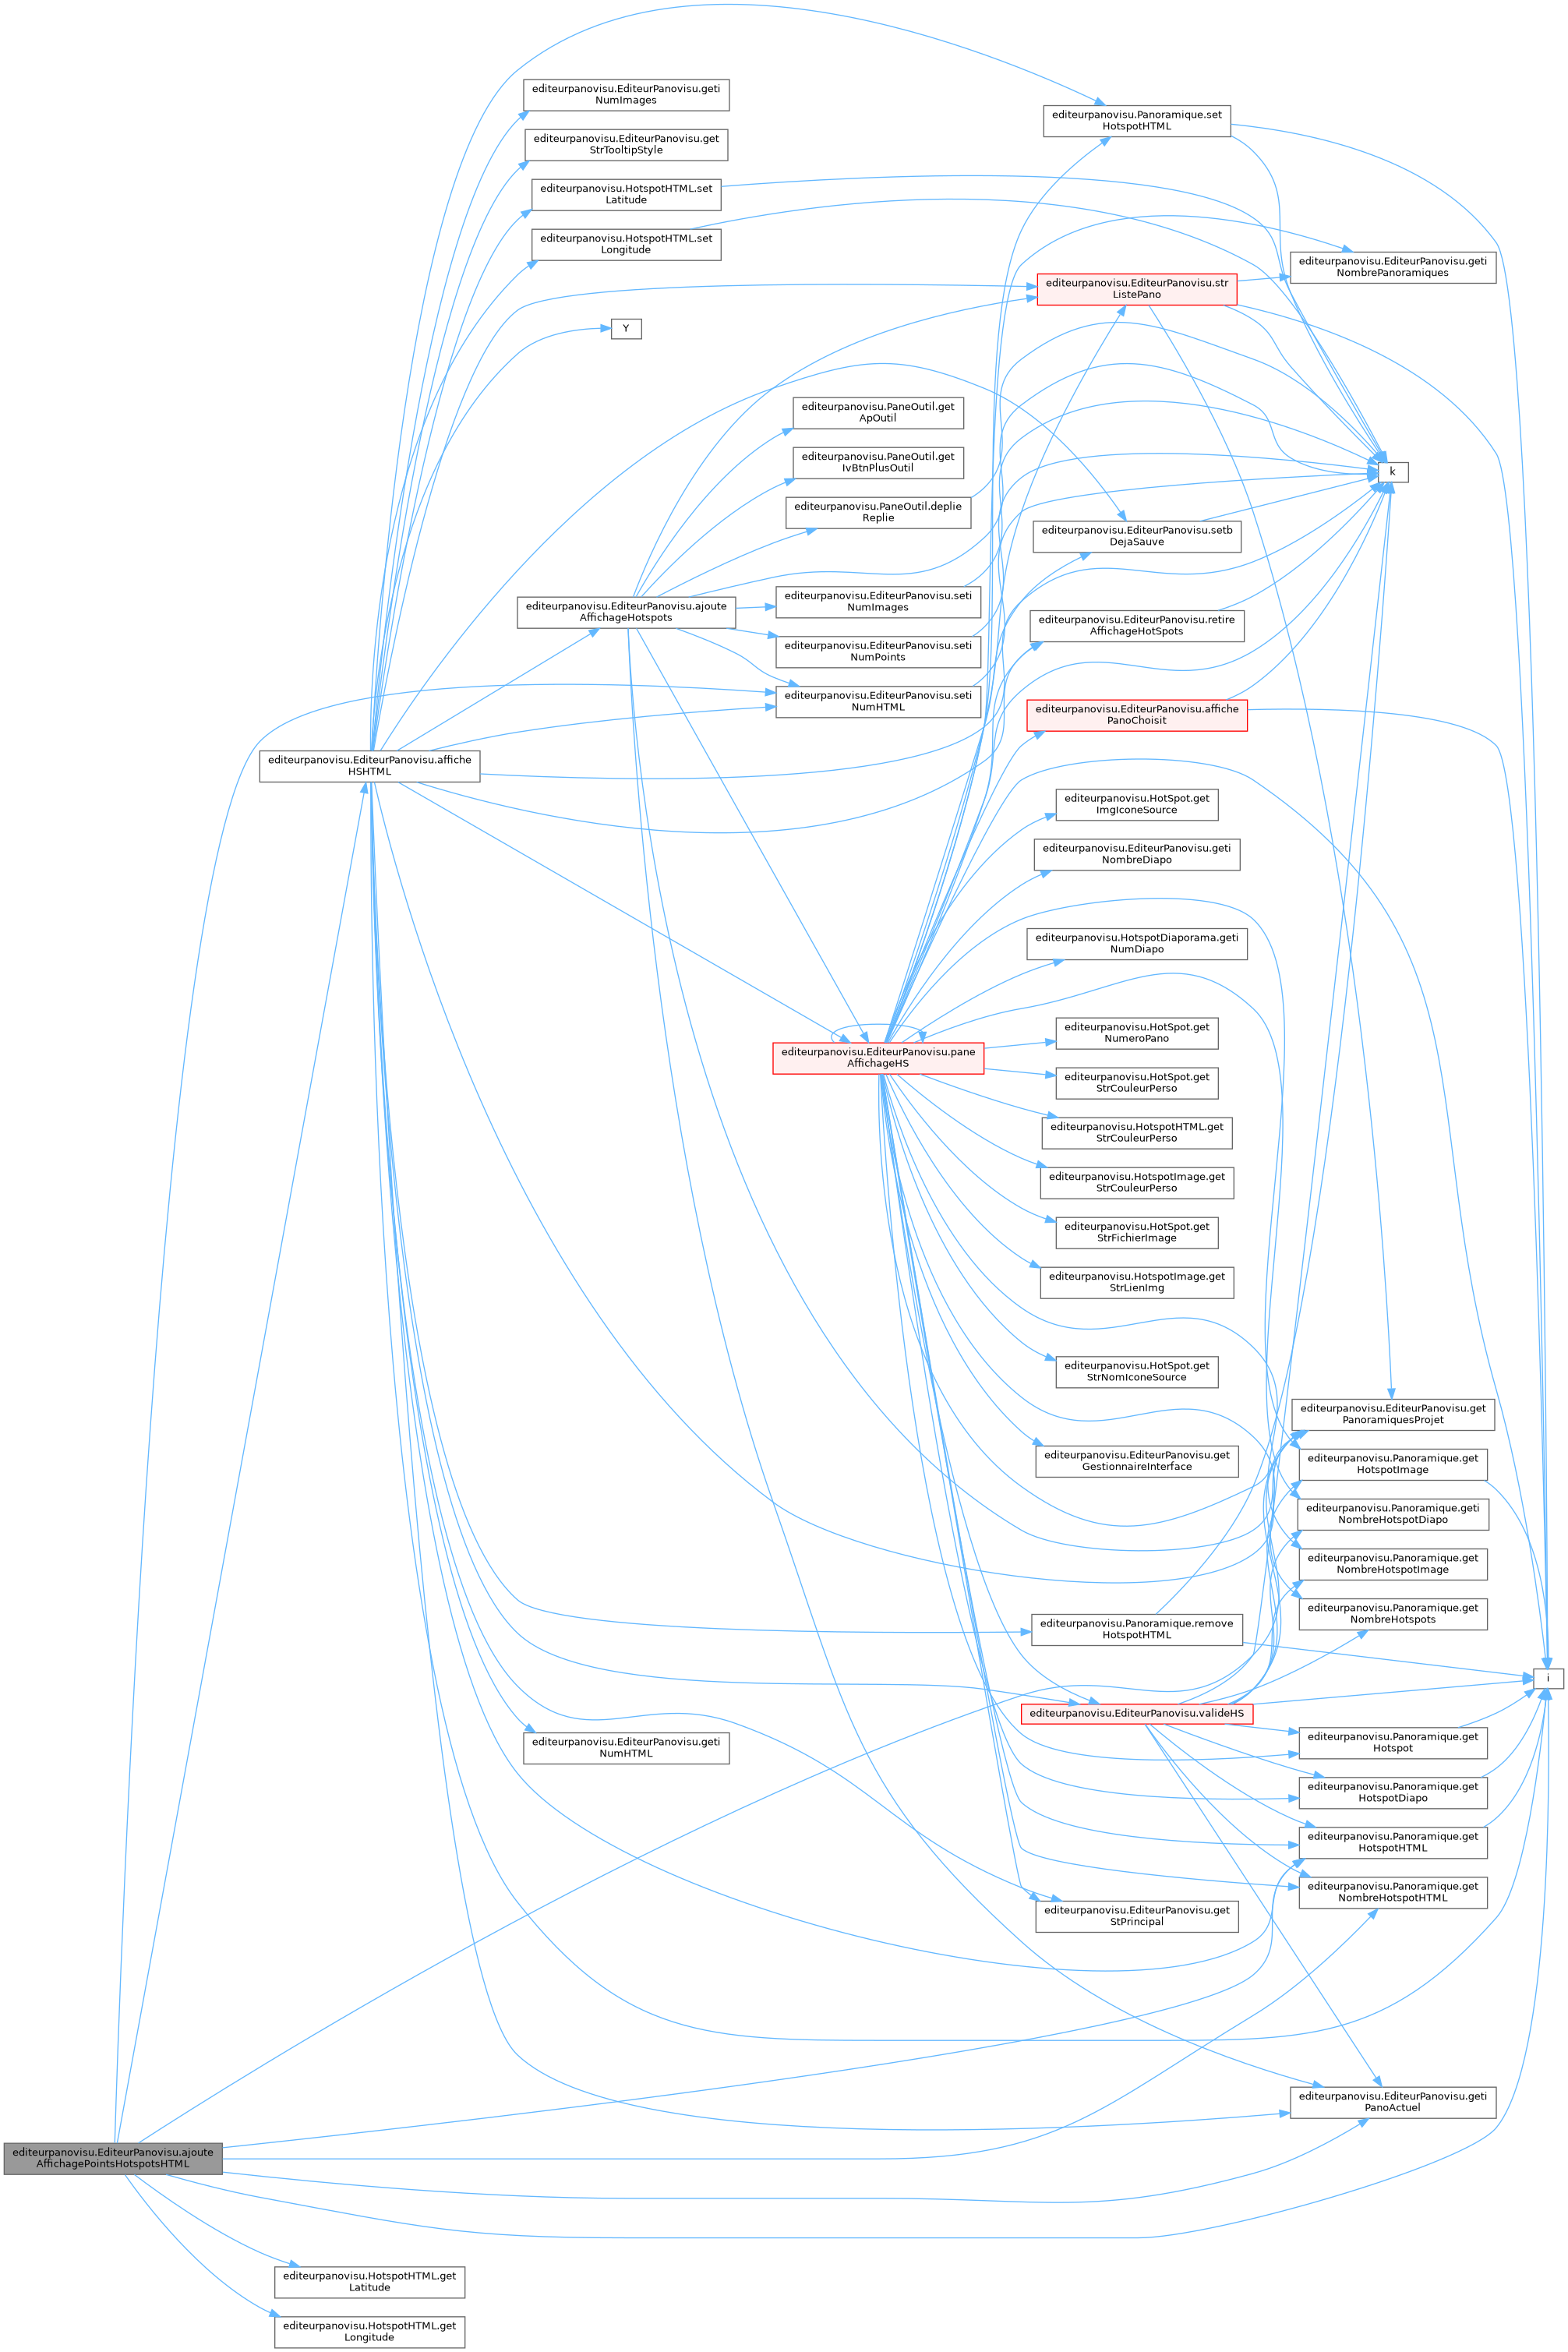 editeurpanovisu.EditeurPanovisu.geti
NumImages
editeurpanovisu.Panoramique.set
HotspotHTML
editeurpanovisu.EditeurPanovisu.get
StrTooltipStyle
editeurpanovisu.HotspotHTML.set
Latitude
editeurpanovisu.HotspotHTML.set
Longitude
editeurpanovisu.EditeurPanovisu.geti
NombrePanoramiques
editeurpanovisu.EditeurPanovisu.str
ListePano
Y
editeurpanovisu.PaneOutil.get
ApOutil
editeurpanovisu.PaneOutil.get
IvBtnPlusOutil
k
editeurpanovisu.PaneOutil.deplie
Replie
editeurpanovisu.EditeurPanovisu.setb
DejaSauve
editeurpanovisu.EditeurPanovisu.ajoute
AffichageHotspots
editeurpanovisu.EditeurPanovisu.seti
NumImages
editeurpanovisu.EditeurPanovisu.retire
AffichageHotSpots
editeurpanovisu.EditeurPanovisu.seti
NumPoints
editeurpanovisu.EditeurPanovisu.seti
NumHTML
editeurpanovisu.EditeurPanovisu.affiche
PanoChoisit
editeurpanovisu.EditeurPanovisu.affiche
HSHTML
editeurpanovisu.HotSpot.get
ImgIconeSource
editeurpanovisu.EditeurPanovisu.geti
NombreDiapo
editeurpanovisu.HotspotDiaporama.geti
NumDiapo
editeurpanovisu.HotSpot.get
NumeroPano
editeurpanovisu.EditeurPanovisu.pane
AffichageHS
editeurpanovisu.HotSpot.get
StrCouleurPerso
editeurpanovisu.HotspotHTML.get
StrCouleurPerso
editeurpanovisu.HotspotImage.get
StrCouleurPerso
editeurpanovisu.HotSpot.get
StrFichierImage
editeurpanovisu.HotspotImage.get
StrLienImg
editeurpanovisu.HotSpot.get
StrNomIconeSource
editeurpanovisu.EditeurPanovisu.get
PanoramiquesProjet
editeurpanovisu.EditeurPanovisu.get
GestionnaireInterface
editeurpanovisu.Panoramique.get
HotspotImage
editeurpanovisu.Panoramique.geti
NombreHotspotDiapo
editeurpanovisu.Panoramique.get
NombreHotspotImage
editeurpanovisu.Panoramique.get
NombreHotspots
editeurpanovisu.Panoramique.remove
HotspotHTML
i
editeurpanovisu.EditeurPanovisu.valideHS
editeurpanovisu.EditeurPanovisu.geti
NumHTML
editeurpanovisu.Panoramique.get
Hotspot
editeurpanovisu.Panoramique.get
HotspotDiapo
editeurpanovisu.Panoramique.get
HotspotHTML
editeurpanovisu.Panoramique.get
NombreHotspotHTML
editeurpanovisu.EditeurPanovisu.get
StPrincipal
editeurpanovisu.EditeurPanovisu.geti
PanoActuel
editeurpanovisu.EditeurPanovisu.ajoute
AffichagePointsHotspotsHTML
editeurpanovisu.HotspotHTML.get
Latitude
editeurpanovisu.HotspotHTML.get
Longitude